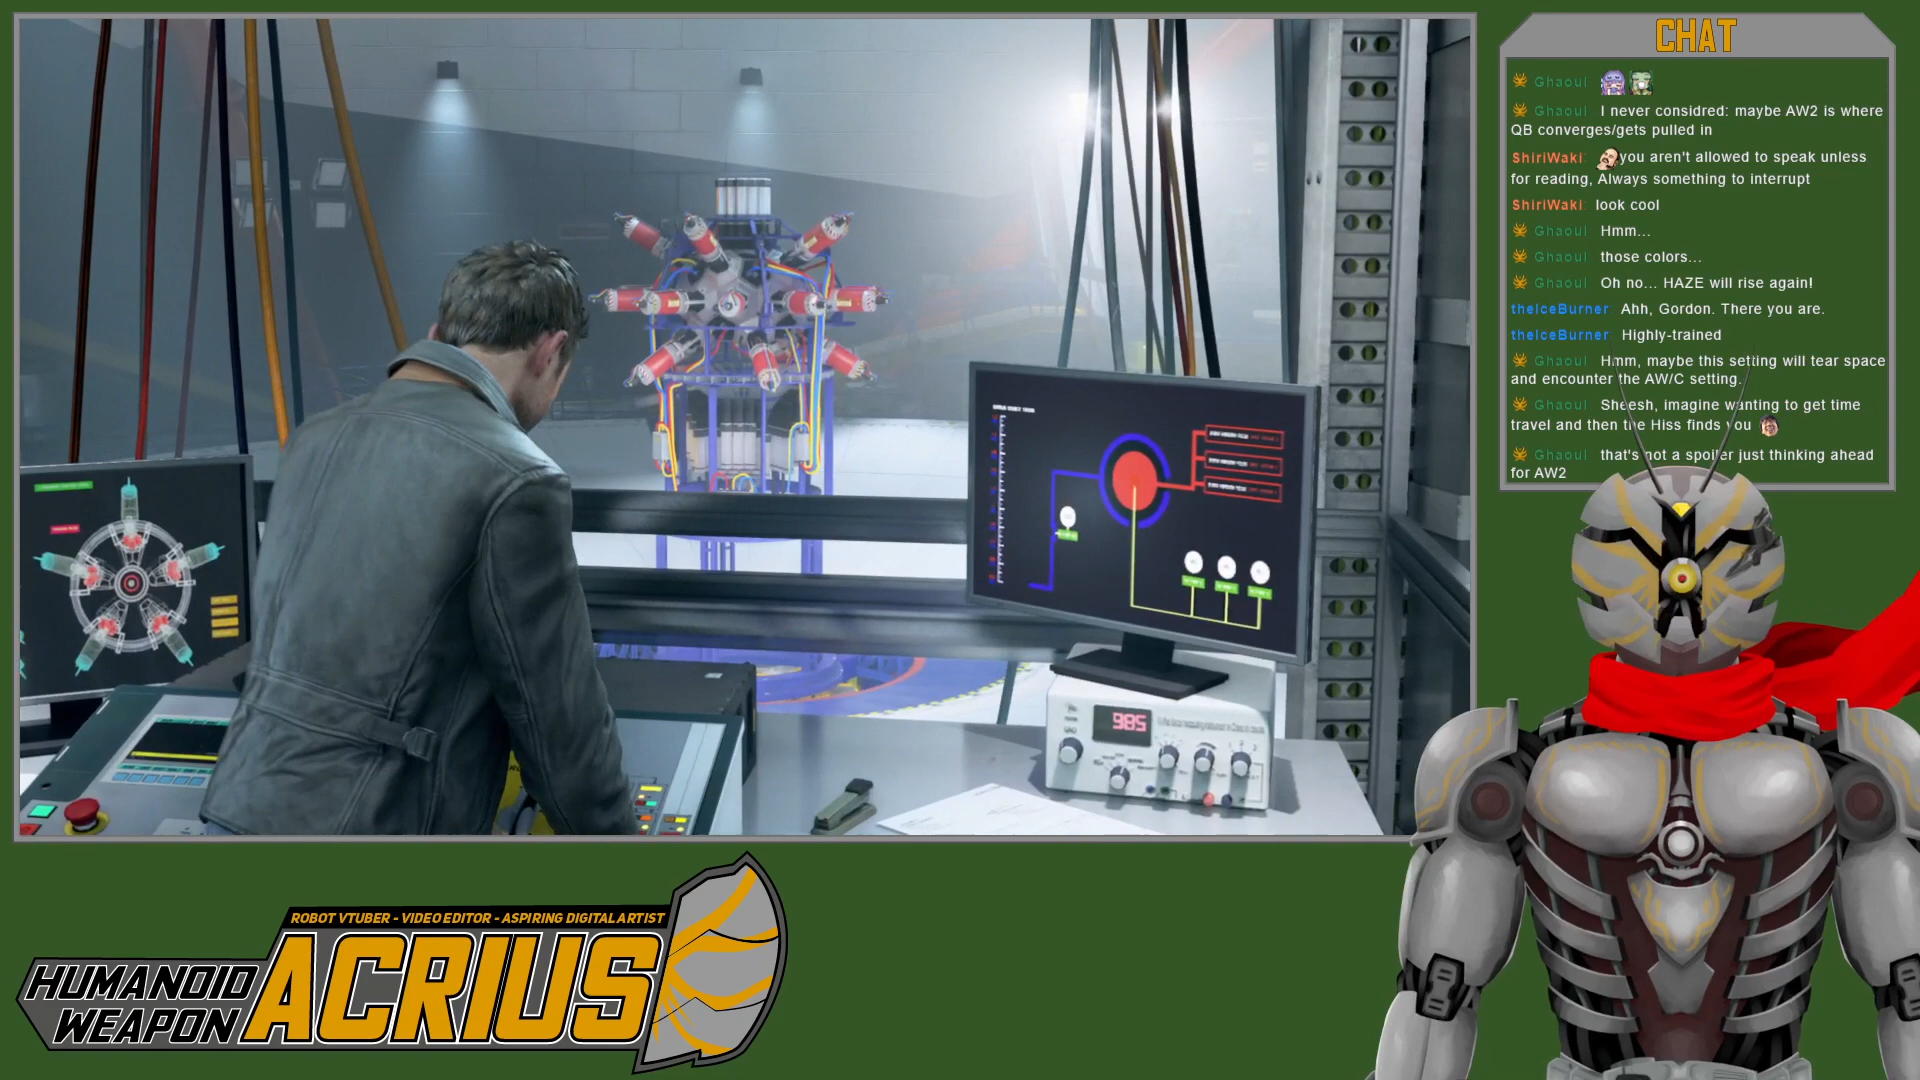 CHAT
Ghaoul
Ghaoul I never considred: maybe AW2 is where
QB converges/gets pulled in
ShiriWaki: you aren't allowed to speak unless
for reading, Always something to interrupt
ShiriWaki: look cool
Ghaoul Hmm...
Ghaoul those colors...
Ghaoul Oh no... HAZE will rise again!
theIceBurner: Ahh, Gordon. There you are.
theIceBurner: Highly-trained
Ghaoul Hmm, maybe this setting will tear space
and encounter the AW/C setting.
Ghaoul Sheesh, imagine wanting to get time
travel and then the Hiss finds you
Ghaoul that's not a spoiler just thinking ahead
for AW2
985
ROBOT VTUBER - VIDEO EDITOR - ASPIRING DIGITAL ARTIST
HUMANOID
WEAPON
ACRIUS